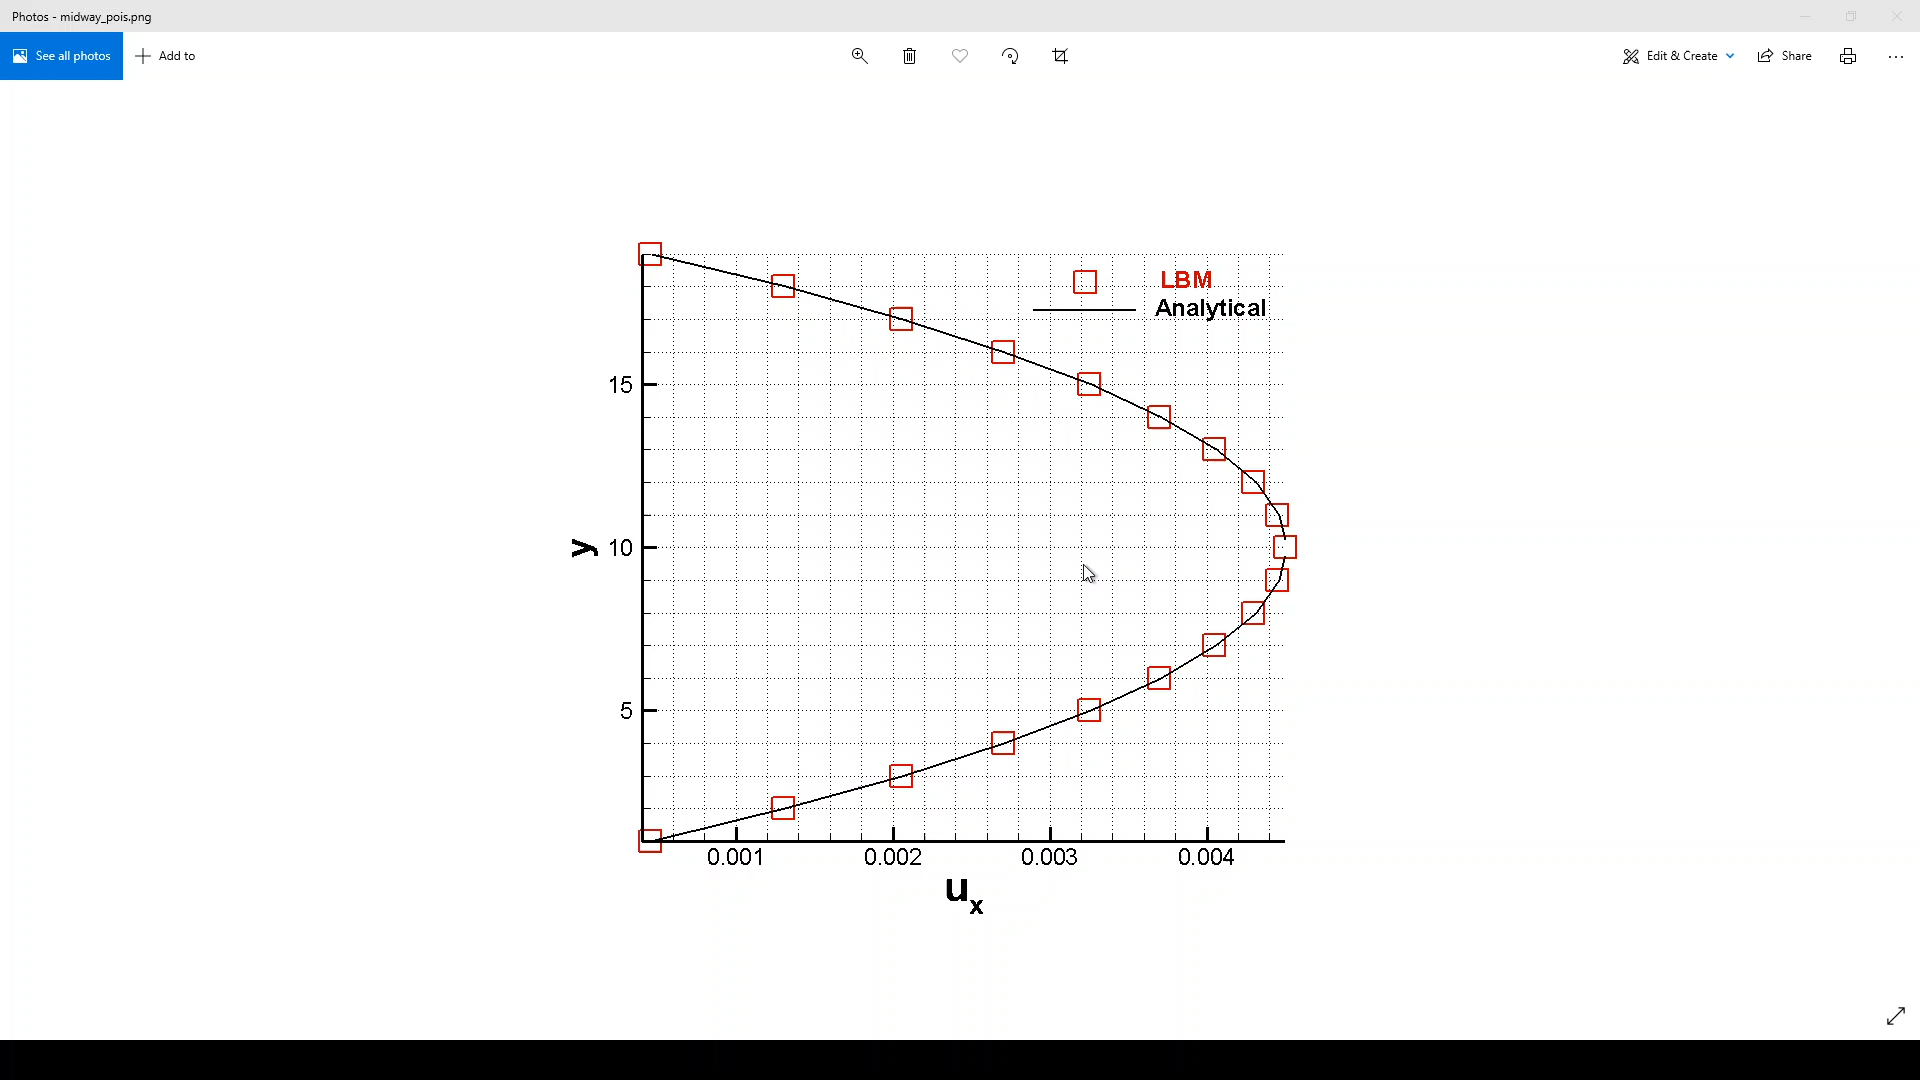 Photos - midway_pois.png
See all photos
Add to
Edit & Create
Share
LBM
Analytical
15
y
10
5
0.001
0.002
0.003
0.004
ux